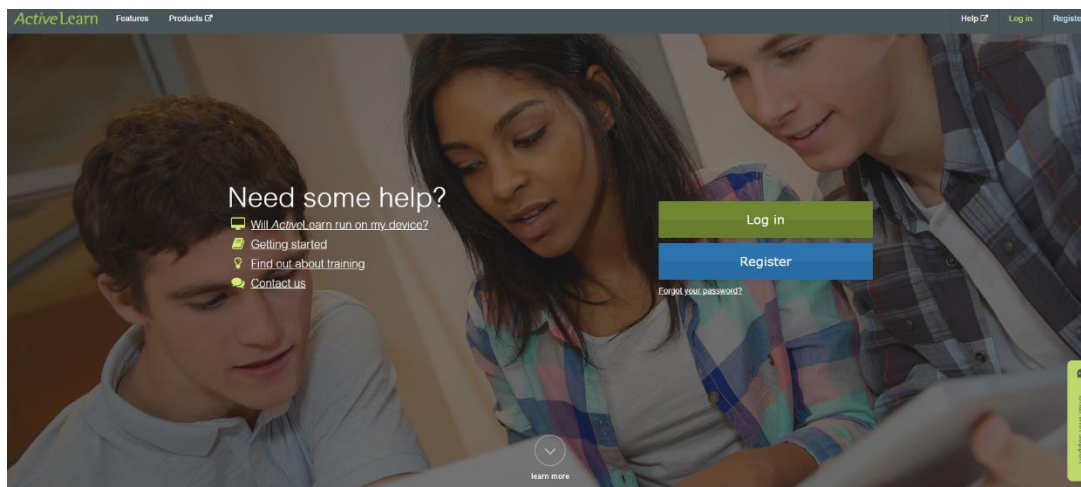 ActiveLearn Features Products Help Log in Register
Need some help?
Will ActiveLearn run on my device?
Getting started
Find out about training
Contact us
Log in
Register
Forgot your password?
learn more